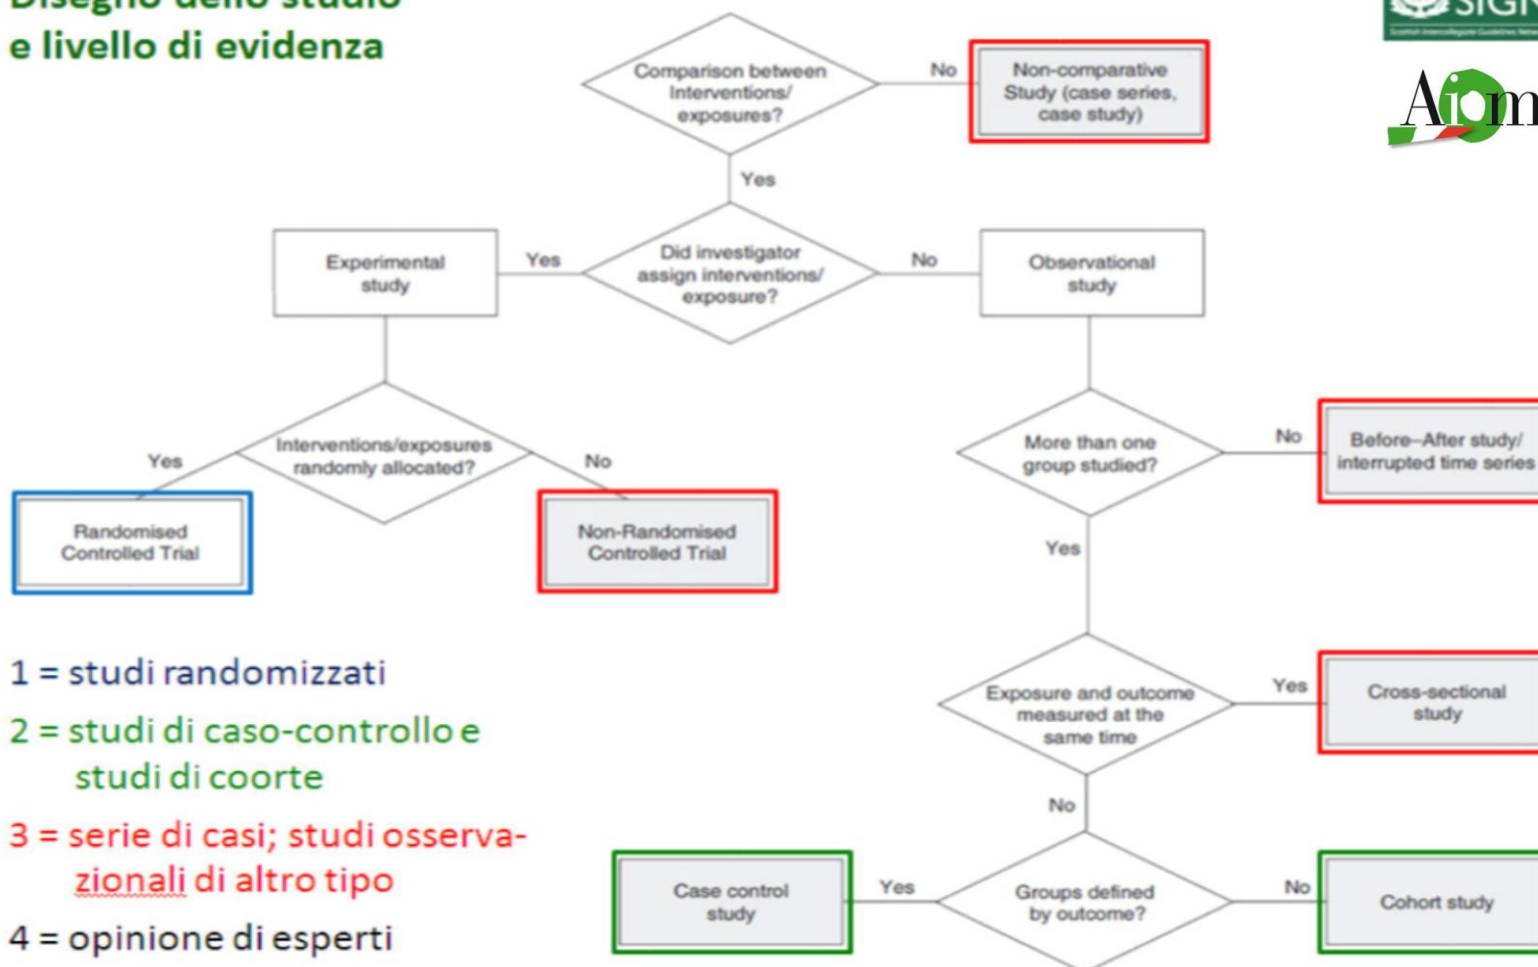 Disegno dello studio
e livello di evidenza
SIGN
Comparison between
Interventions/
exposures?
No
Non-comparative
Study (case series,
case study)
Aiom
Yes
Experimental
study
Yes
Did investigator
assign interventions/
exposure?
No
Observational
study
Interventions/exposures
randomly allocated?
Yes
No
Randomised
Controlled Trial
Non-Randomised
Controlled Trial
More than one
group studied?
No
Before–After study/
interrupted time series
Yes
1 = studi randomizzati
2 = studi di caso-controllo e
studi di coorte
3 = serie di casi; studi osserva-
zionali di altro tipo
4 = opinione di esperti
Exposure and outcome
measured at the
same time
Yes
Cross-sectional
study
No
Case control
study
Yes
Groups defined
by outcome?
No
Cohort study